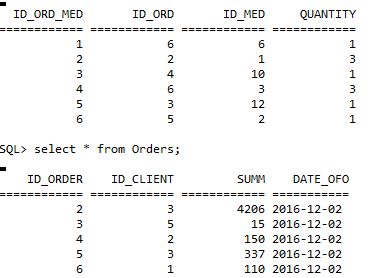 ID_ORD_MED ID_ORD ID_MED QUANTITY
============ ============ ============ ============
1 6 6 1
2 2 1 3
3 4 10 1
4 6 3 3
5 3 12 1
6 5 2 1
SQL> select * from Orders;
ID_ORDER ID_CLIENT SUMM DATE_OFO
============ ============ ============ ===========
2 3 4206 2016-12-02
3 5 15 2016-12-02
4 2 150 2016-12-02
5 3 337 2016-12-02
6 1 110 2016-12-02